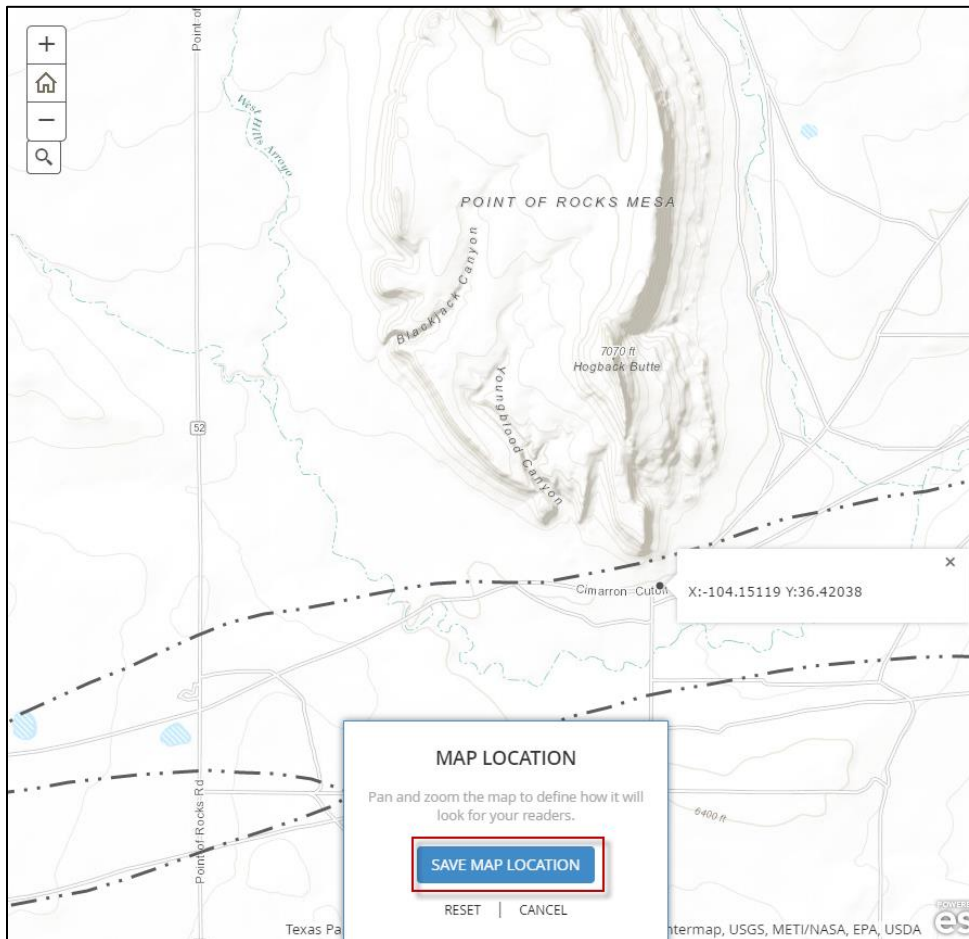 +
−
Point of
West Hills Arroyo
POINT OF ROCKS MESA
Blackjack Canyon
7070 ft
Hogback Butte
Youngblood Canyon
52
Cimarron Cutoff
×
X:-104.15119 Y:36.42038
Point of Rocks Rd
6400 ft
MAP LOCATION
Pan and zoom the map to define how it will
look for your readers.
SAVE MAP LOCATION
RESET | CANCEL
Texas Pa
ntermap, USGS, METI/NASA, EPA, USDA
POWERE
es